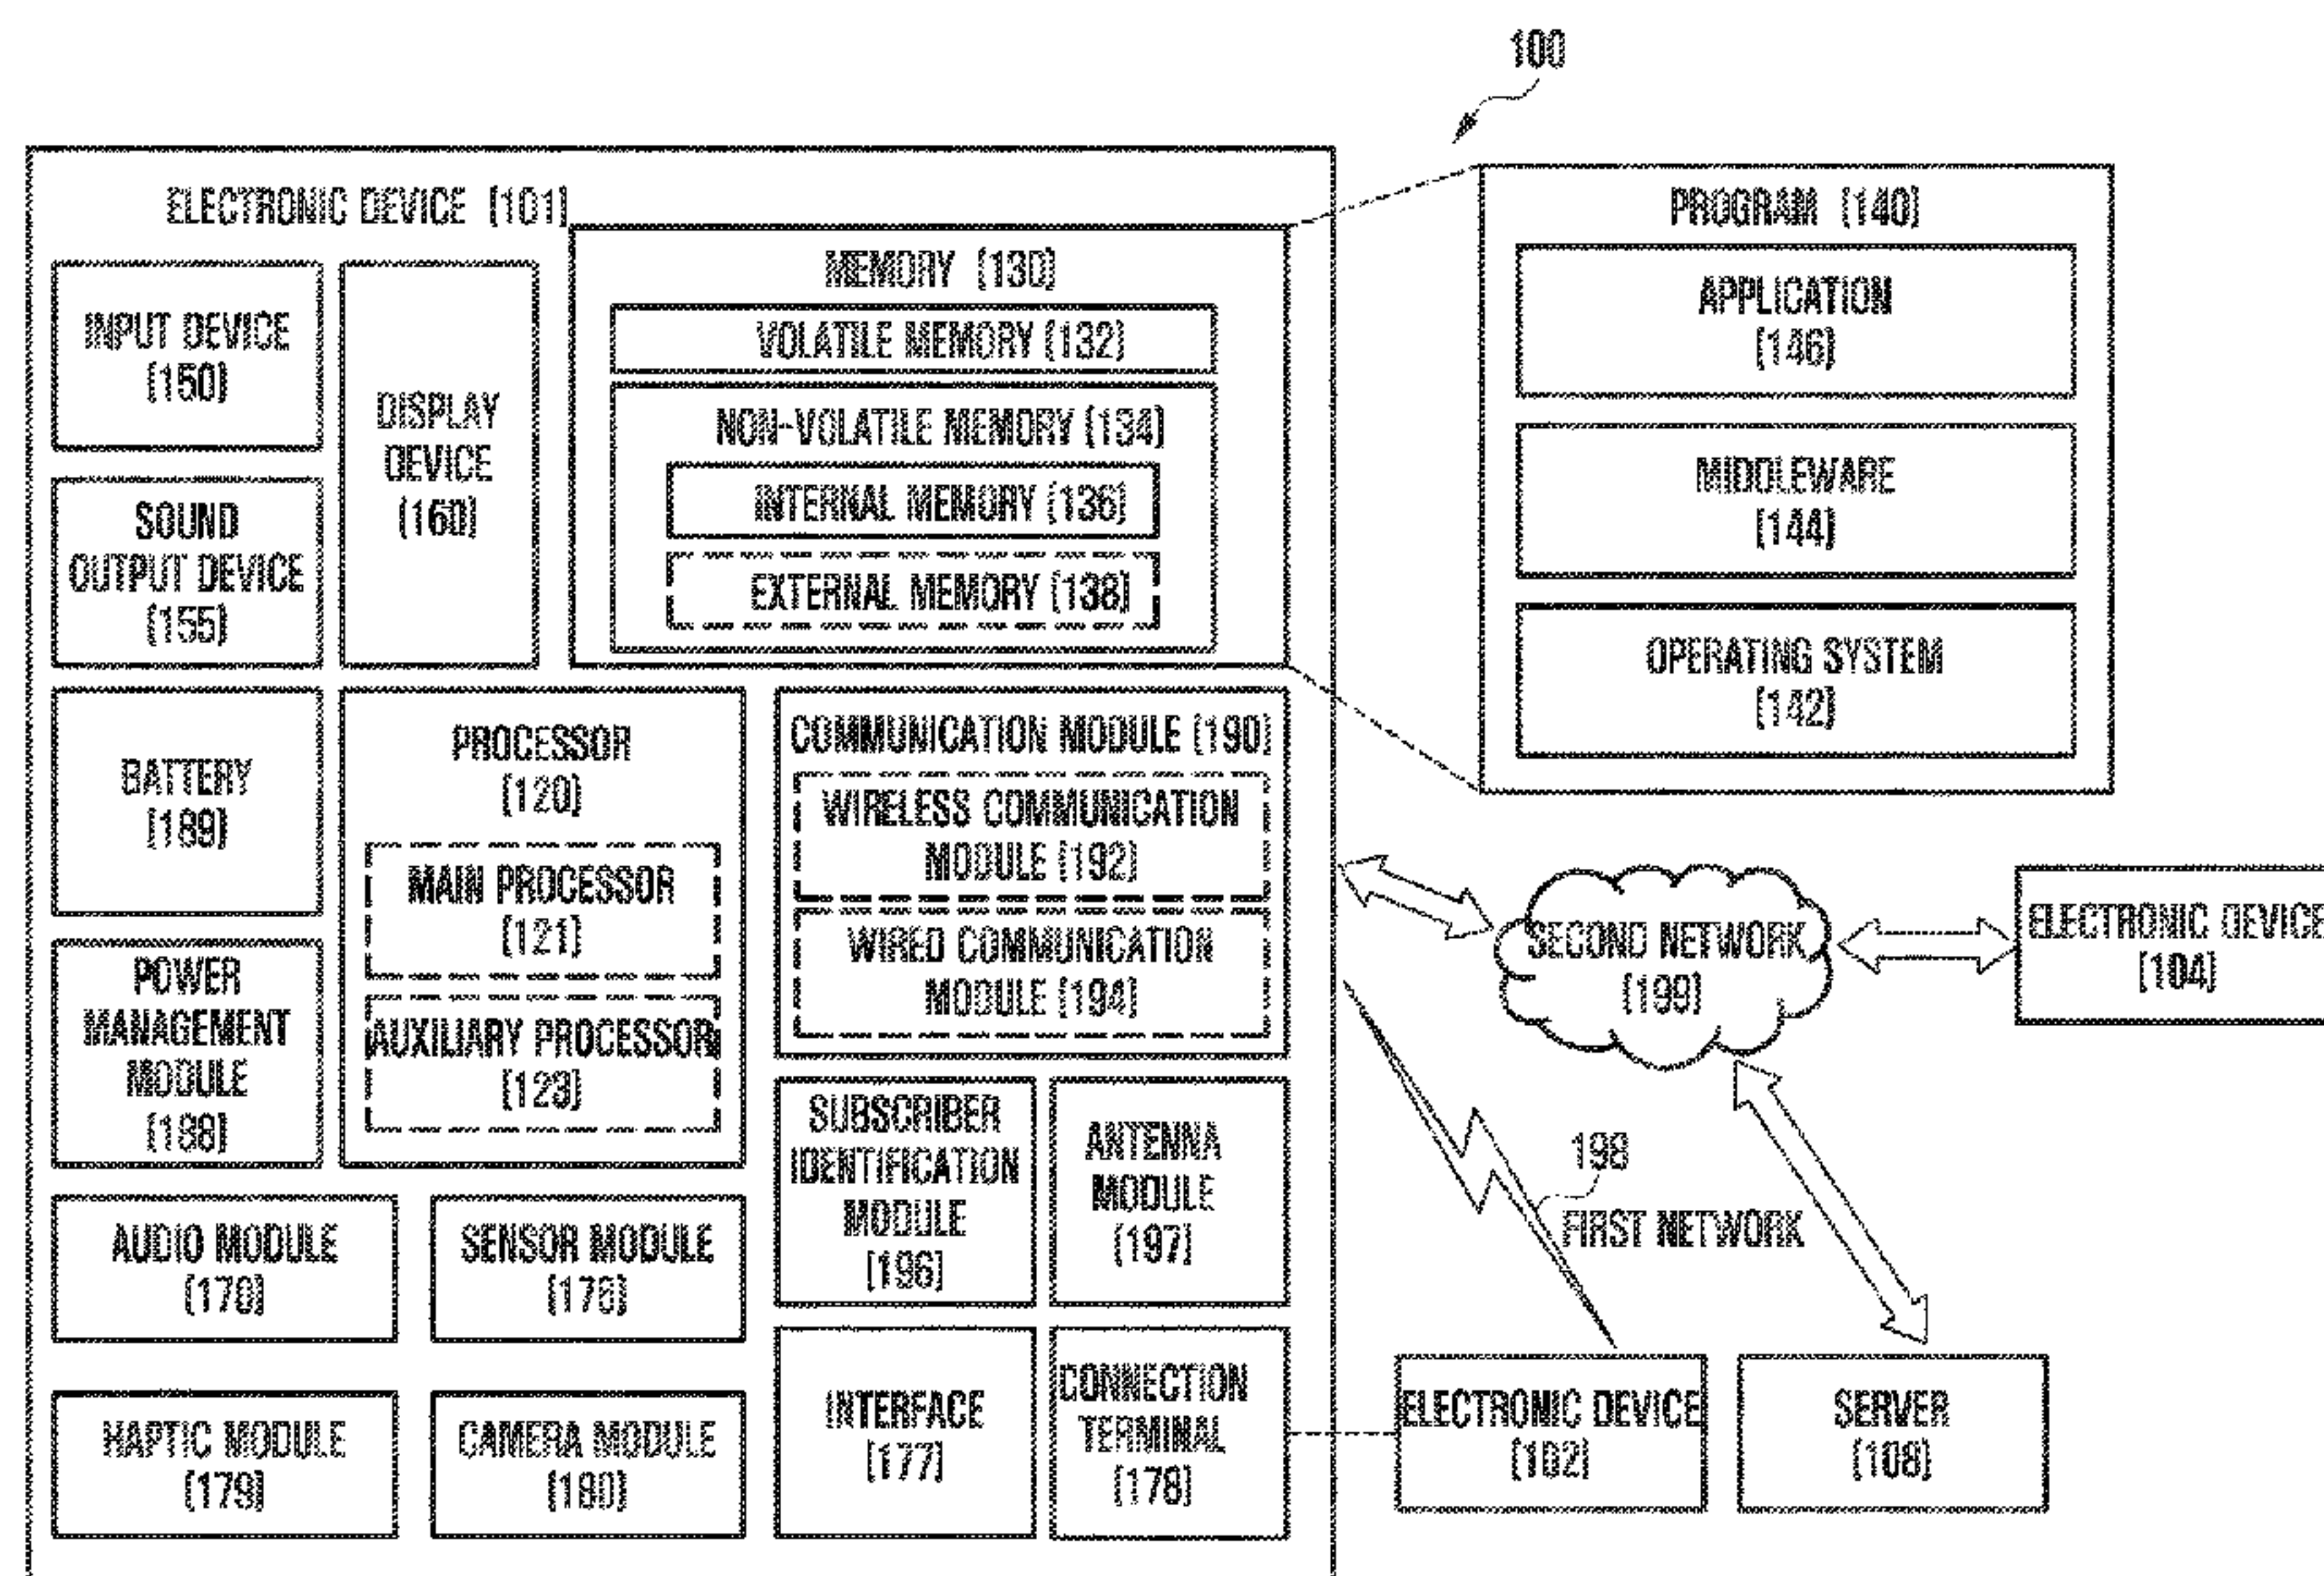 100
ELECTRONIC DEVICE [101]
INPUT DEVICE
[150]
SOUND
OUTPUT DEVICE
[155]
DISPLAY
DEVICE
[160]
MEMORY [130]
VOLATILE MEMORY [132]
NON-VOLATILE MEMORY [134]
INTERNAL MEMORY [136]
EXTERNAL MEMORY [138]
PROGRAM [140]
APPLICATION
[146]
MIDDLEWARE
[144]
OPERATING SYSTEM
[142]
BATTERY
[189]
POWER
MANAGEMENT
MODULE
[188]
PROCESSOR
[120]
MAIN PROCESSOR
[121]
AUXILIARY PROCESSOR
[123]
COMMUNICATION MODULE [190]
WIRELESS COMMUNICATION
MODULE [192]
WIRED COMMUNICATION
MODULE [194]
SUBSCRIBER
IDENTIFICATION
MODULE
[196]
ANTENNA
MODULE
[197]
AUDIO MODULE
[170]
SENSOR MODULE
[176]
HAPTIC MODULE
[179]
CAMERA MODULE
[180]
INTERFACE
[177]
CONNECTION
TERMINAL
[178]
SECOND NETWORK
[199]
ELECTRONIC DEVICE
[104]
198
FIRST NETWORK
ELECTRONIC DEVICE
[102]
SERVER
[108]